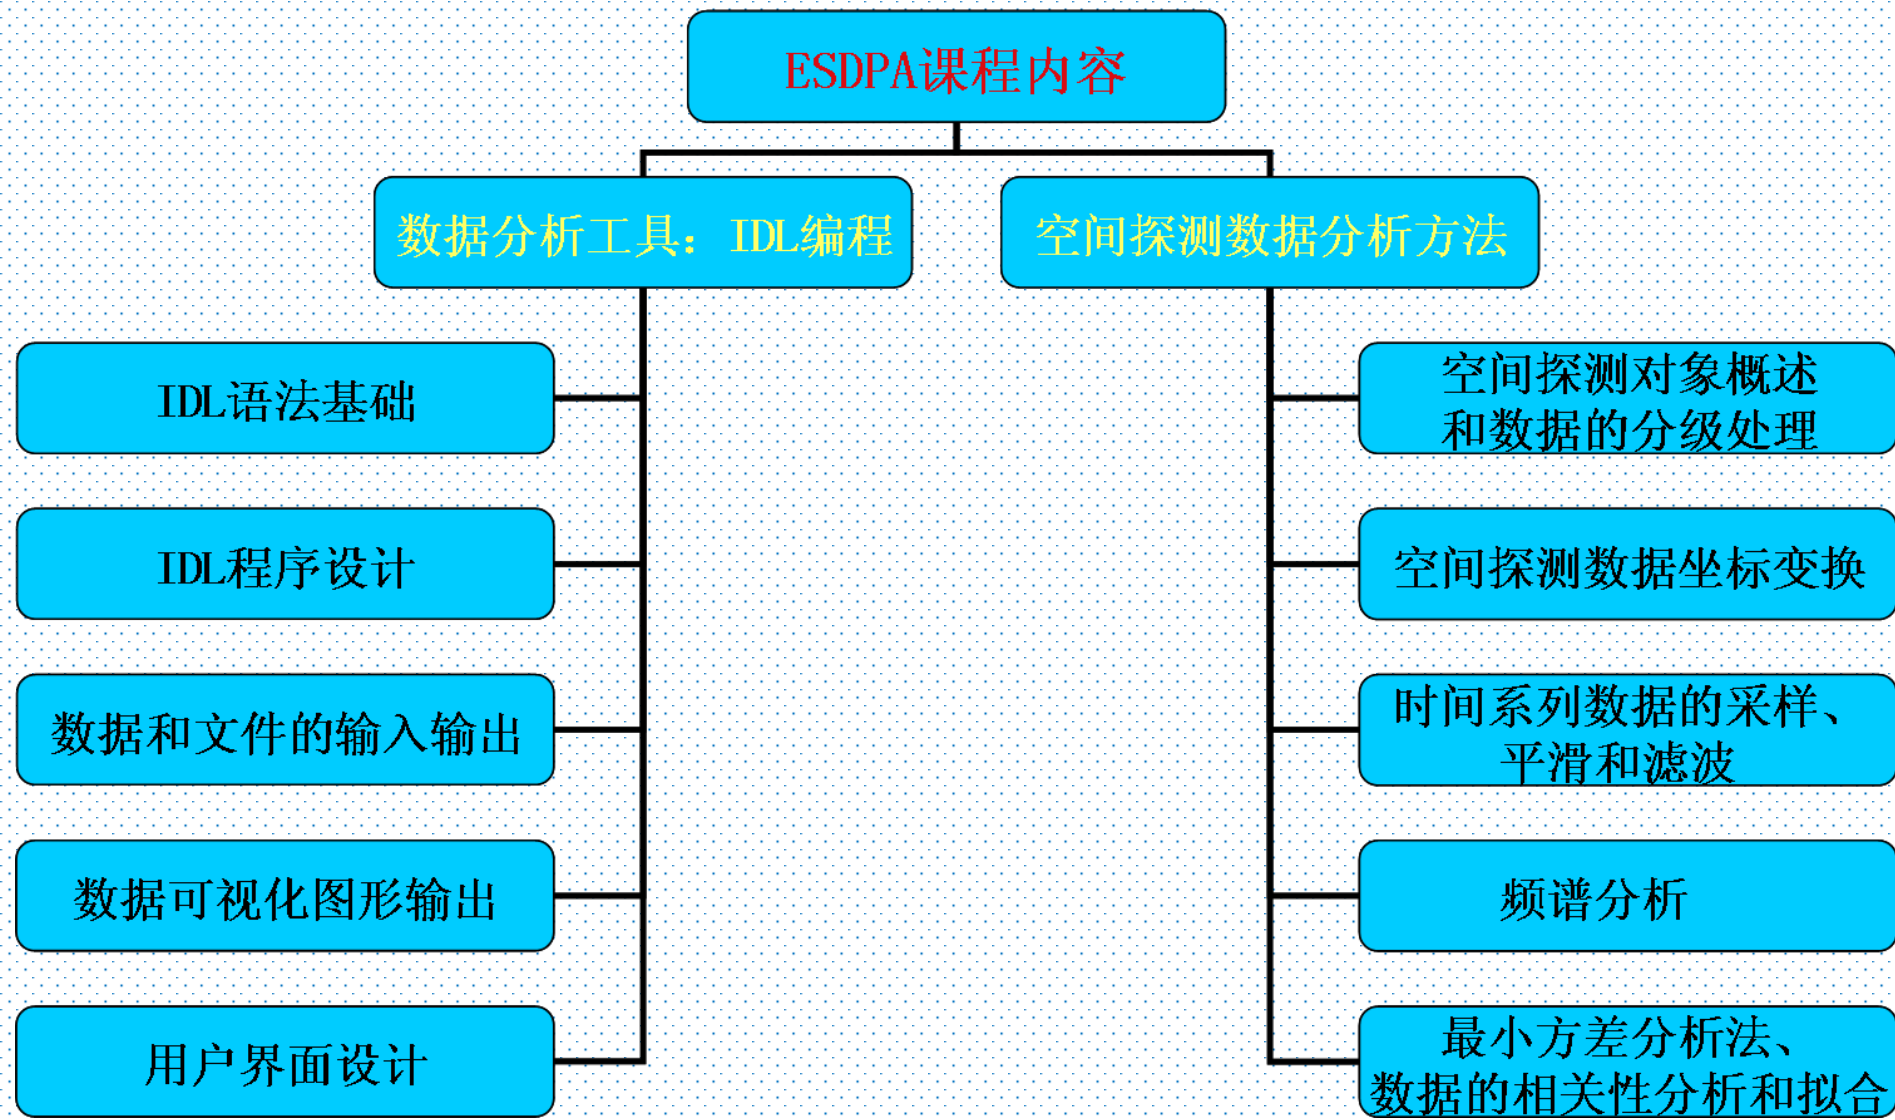 ESDPA课程内容
数据分析工具：IDL编程
空间探测数据分析方法
IDL语法基础
IDL程序设计
数据和文件的输入输出
数据可视化图形输出
用户界面设计
空间探测对象概述
和数据的分级处理
空间探测数据坐标变换
时间系列数据的采样、
平滑和滤波
频谱分析
最小方差分析法、
数据的相关性分析和拟合